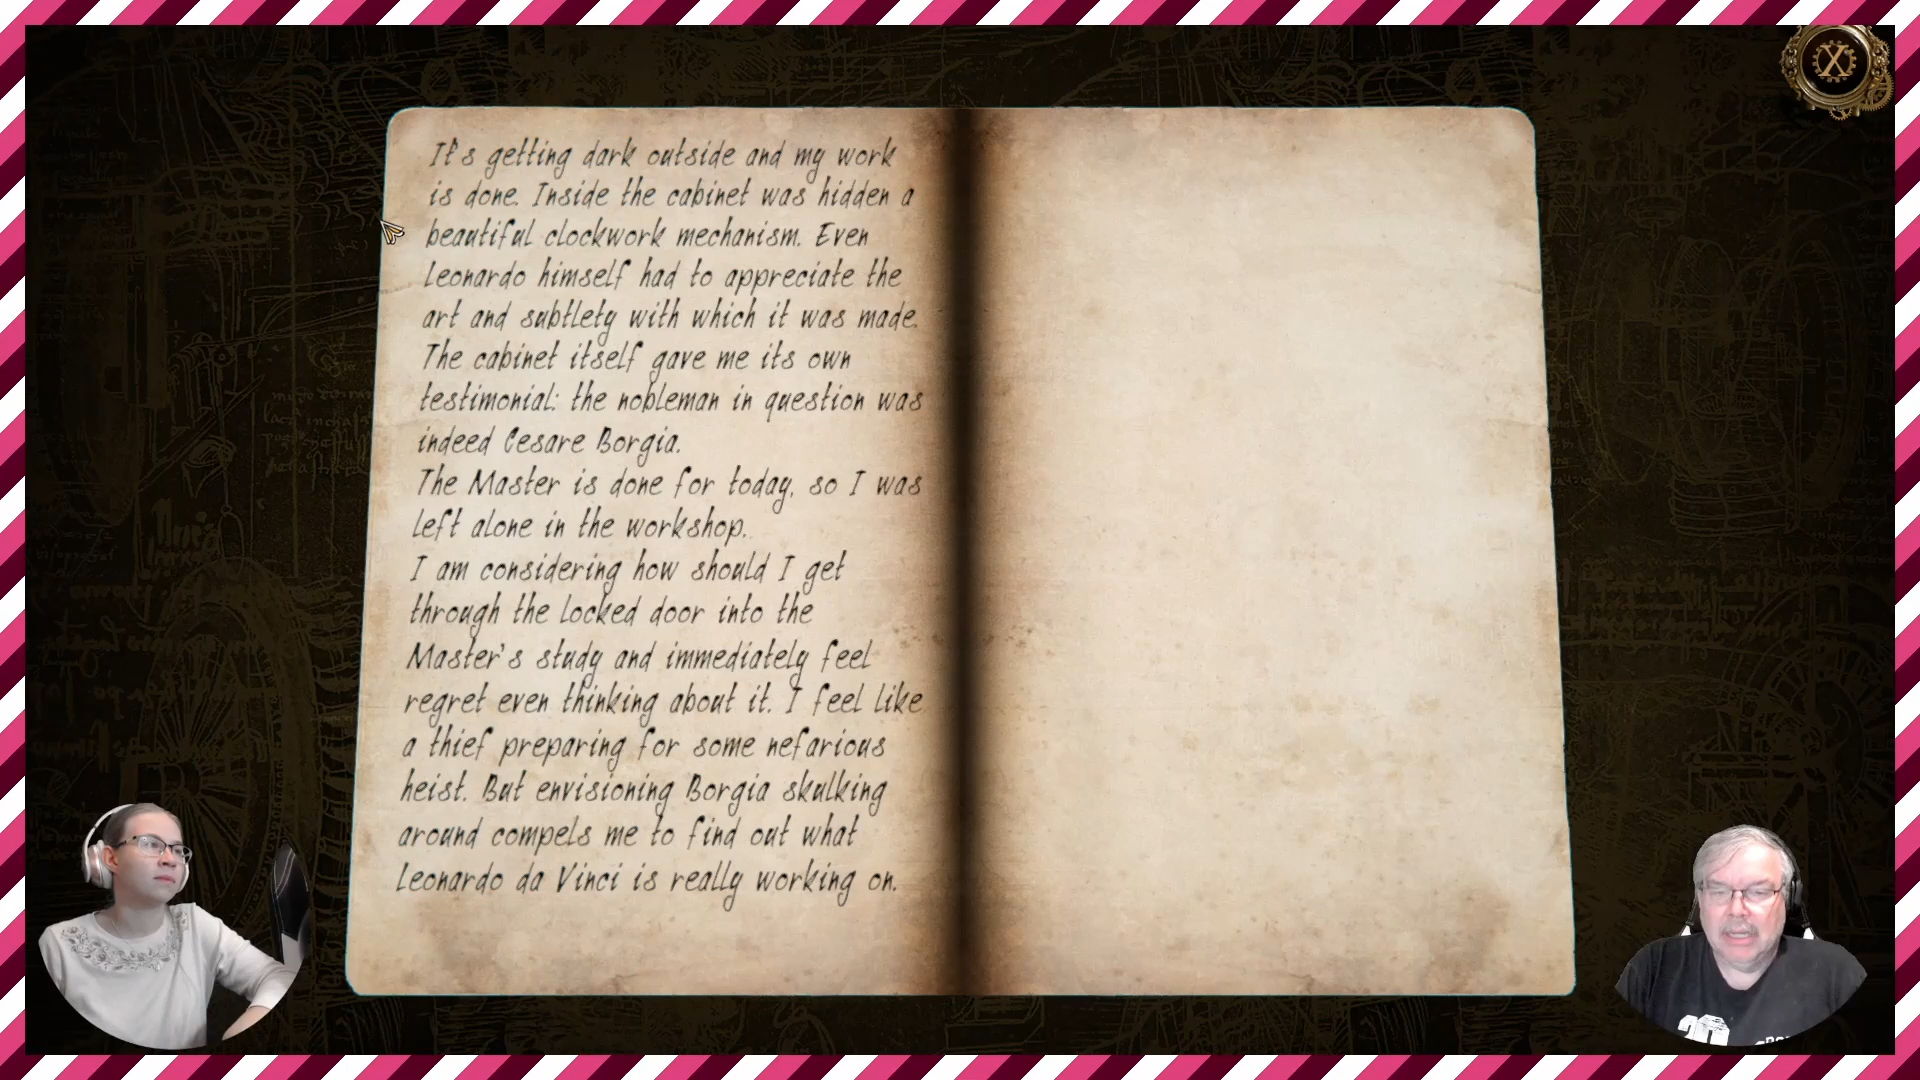 It's getting dark outside and my work
is done. Inside the cabinet was hidden a
beautiful clockwork mechanism. Even
Leonardo himself had to appreciate the
art and subtlety with which it was made.
The cabinet itself gave me its own
testimonial: the nobleman in question was
indeed Cesare Borgia.
The Master is done for today, so I was
left alone in the workshop.
I am considering how should I get
through the locked door into the
Master's study and immediately feel
regret even thinking about it. I feel like
a thief preparing for some nefarious
heist. But envisioning Borgia skulking
around compels me to find out what
Leonardo da Vinci is really working on.
X